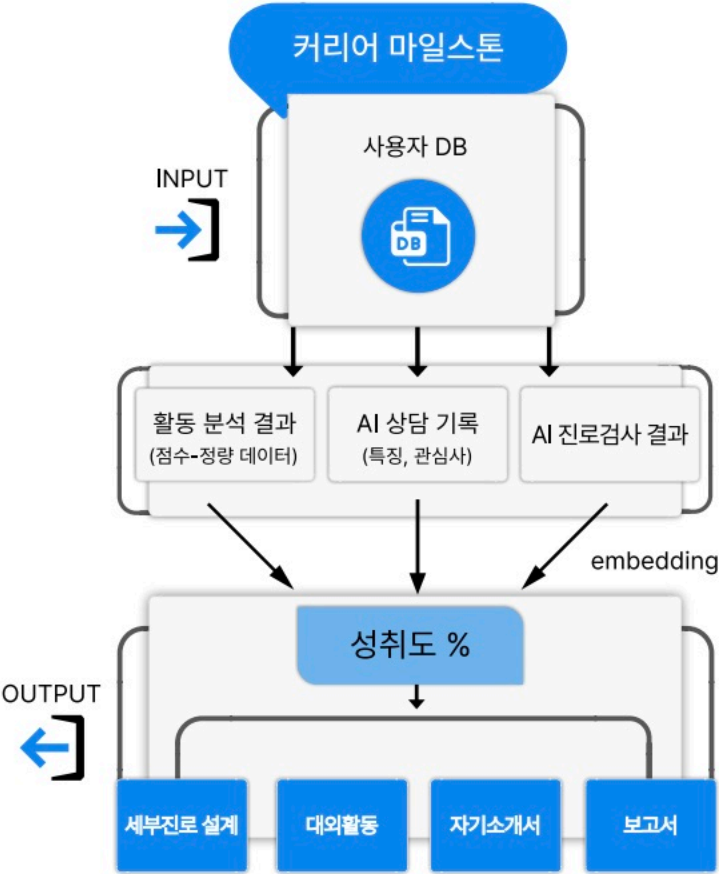 커리어 마일스톤
사용자 DB
INPUT
DB
활동 분석 결과
(점수-정량 데이터)
AI 상담 기록
(특징, 관심사)
AI 진로검사 결과
embedding
성취도 %
OUTPUT
세부진로 설계
대외활동
자기소개서
보고서